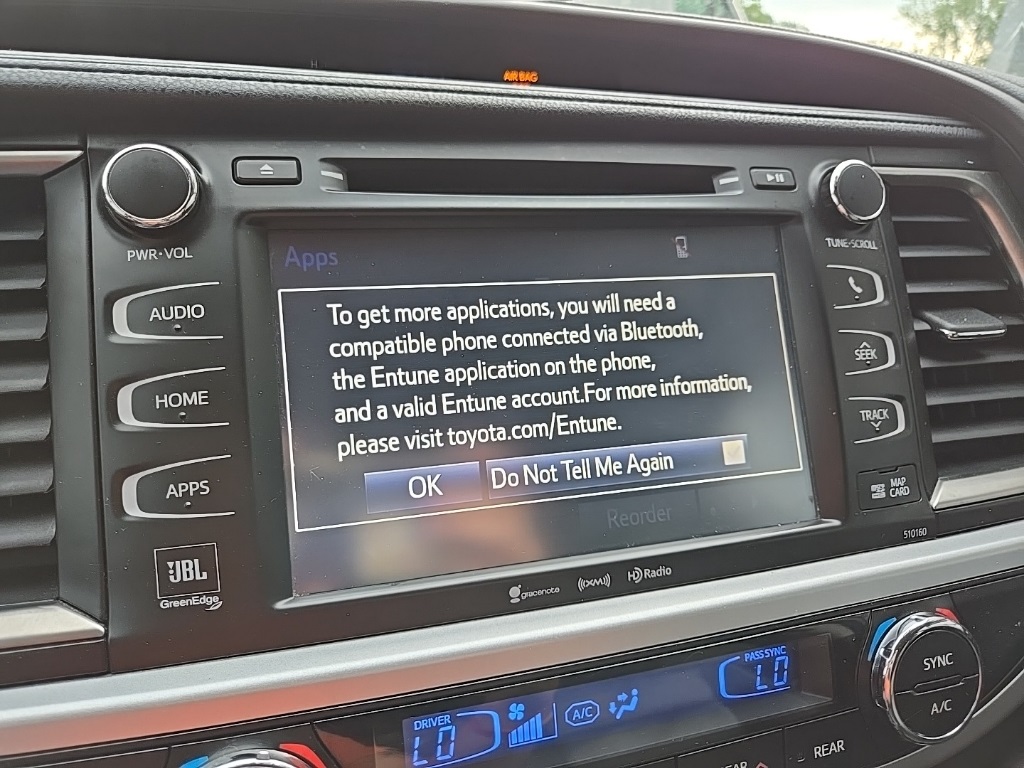 AIR BAG
PWR·VOL
AUDIO
HOME
APPS
JBL
GreenEdge
Apps
To get more applications, you will need a
compatible phone connected via Bluetooth,
the Entune application on the phone,
and a valid Entune account.For more information,
please visit toyota.com/Entune.
OK
Do Not Tell Me Again
Reorder
gracenote
((XM))
HD Radio
TUNE·SCROLL
SEEK
TRACK
MAP
CARD
510160
DRIVER
LO
A/C
PASS SYNC
LO
SYNC
A/C
REAR